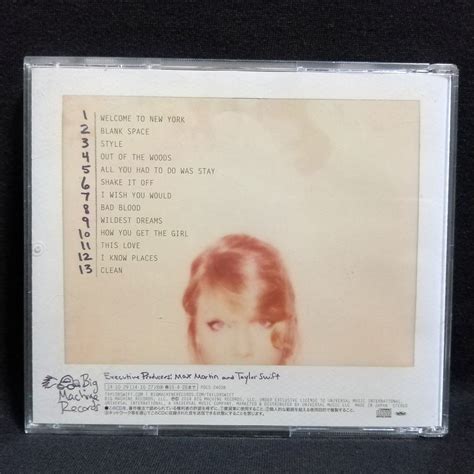 1 WELCOME TO NEW YORK
2 BLANK SPACE
3 STYLE
4 OUT OF THE WOODS
5 ALL YOU HAD TO DO WAS STAY
6 SHAKE IT OFF
7 I WISH YOU WOULD
8 BAD BLOOD
9 WILDEST DREAMS
10 HOW YOU GET THE GIRL
11 THIS LOVE
12 I KNOW PLACES
13 CLEAN
Executive Producers: Max Martin and Taylor Swift
Big
Machine
Records